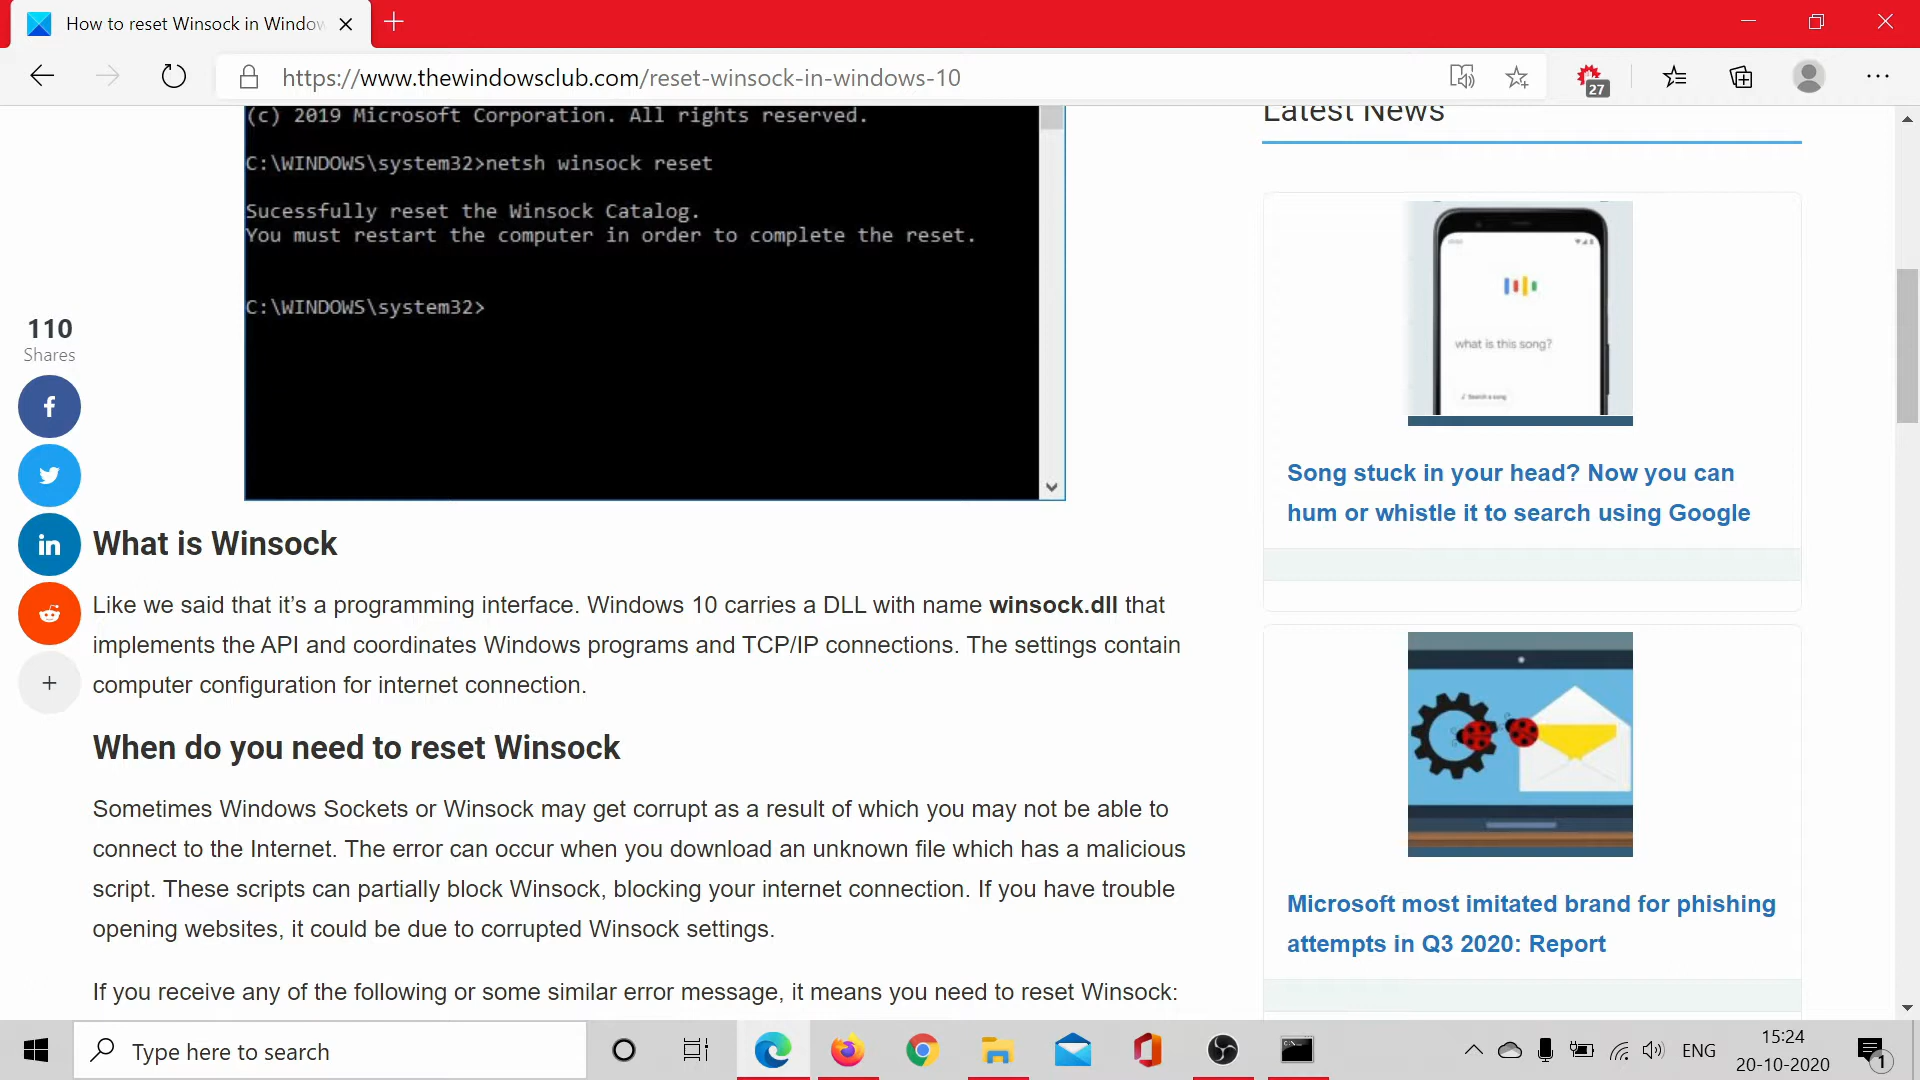 How to reset Winsock in Window
https://www.thewindowsclub.com/reset-winsock-in-windows-10
27
(c) 2019 Microsoft Corporation. All rights reserved.
C:\WINDOWS\system32>netsh winsock reset
Sucessfully reset the Winsock Catalog.
You must restart the computer in order to complete the reset.
C:\WINDOWS\system32>
110
Shares
What is Winsock
Like we said that it’s a programming interface. Windows 10 carries a DLL with name winsock.dll that
implements the API and coordinates Windows programs and TCP/IP connections. The settings contain
computer configuration for internet connection.
When do you need to reset Winsock
Sometimes Windows Sockets or Winsock may get corrupt as a result of which you may not be able to
connect to the Internet. The error can occur when you download an unknown file which has a malicious
script. These scripts can partially block Winsock, blocking your internet connection. If you have trouble
opening websites, it could be due to corrupted Winsock settings.
If you receive any of the following or some similar error message, it means you need to reset Winsock:
Latest News
what is this song?
Search a song
Song stuck in your head? Now you can
hum or whistle it to search using Google
Microsoft most imitated brand for phishing
attempts in Q3 2020: Report
Type here to search
ENG
15:24
20-10-2020
1